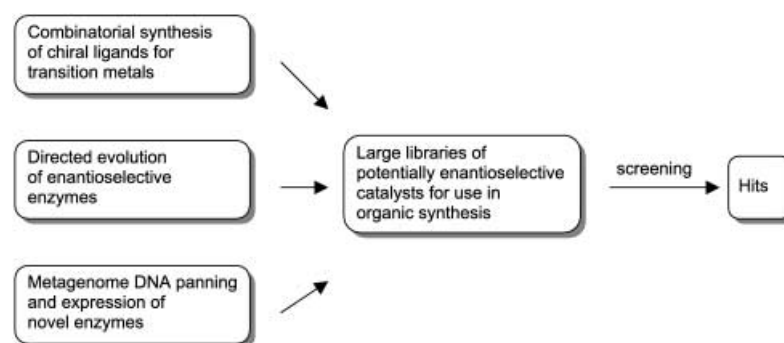 Combinatorial synthesis
of chiral ligands for
transition metals
Directed evolution
of enantioselective
enzymes
Metagenome DNA panning
and expression of
novel enzymes
Large libraries of
potentially enantioselective
catalysts for use in
organic synthesis
screening
Hits